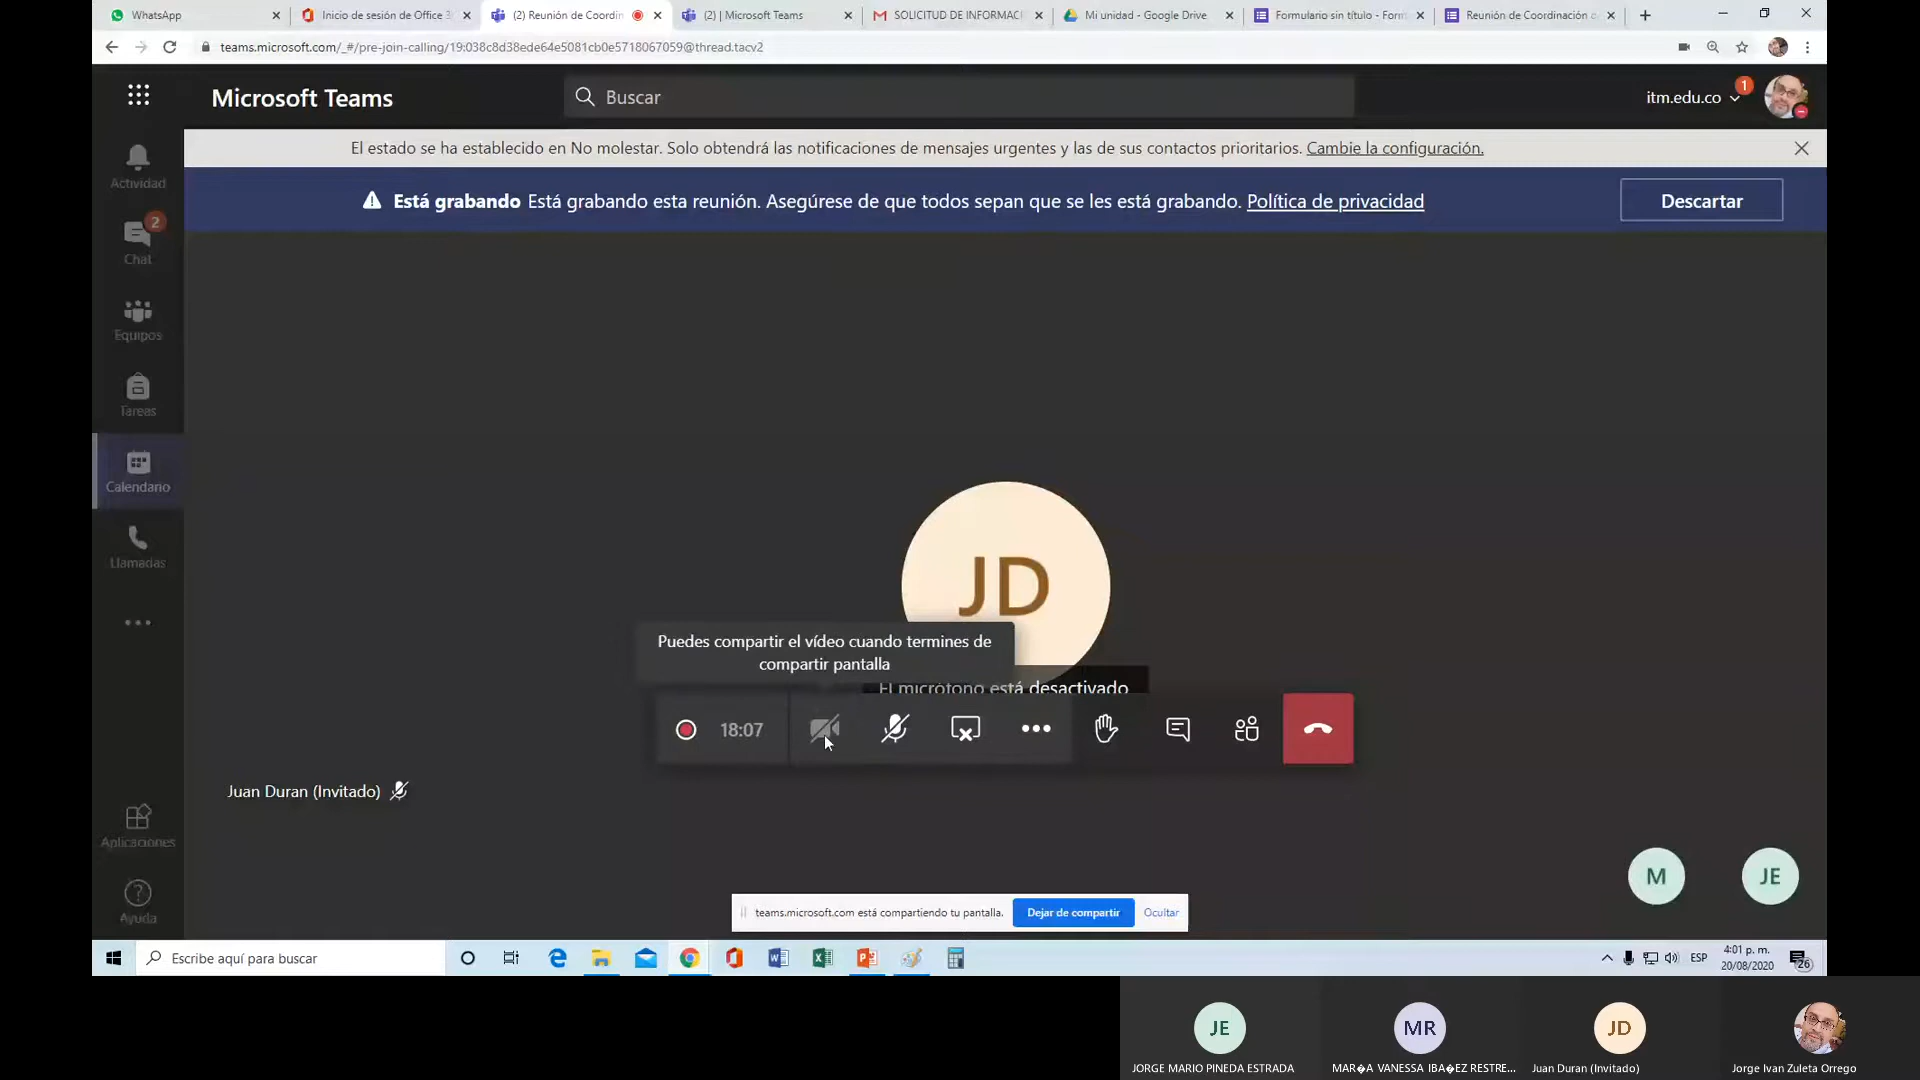 WhatsApp
Inicio de sesión de Office 3
(2) Reunión de Coordin
(2) | Microsoft Teams
SOLICITUD DE INFORMAC
Mi unidad - Google Drive
Formulario sin título - Form
Reunión de Coordinación o
teams.microsoft.com/_#/pre-join-calling/19:038c8d38ede64e5081cb0e5718067059@thread.tacv2
Microsoft Teams
Buscar
itm.edu.co
1
El estado se ha establecido en No molestar. Solo obtendrá las notificaciones de mensajes urgentes y las de sus contactos prioritarios. Cambie la configuración.
Está grabando Está grabando esta reunión. Asegúrese de que todos sepan que se les está grabando. Política de privacidad
Descartar
Actividad
2
Chat
Equipos
Tareas
Calendario
Llamadas
Aplicaciones
Ayuda
JD
Puedes compartir el vídeo cuando termines de
compartir pantalla
El micrófono está desactivado
18:07
Juan Duran (Invitado)
M
JE
teams.microsoft.com está compartiendo tu pantalla.
Dejar de compartir
Ocultar
Escribe aquí para buscar
ESP
4:01 p. m.
20/08/2020
26
JE
JORGE MARIO PINEDA ESTRADA
MR
MAR�A VANESSA IBA�EZ RESTRE...
JD
Juan Duran (Invitado)
Jorge Ivan Zuleta Orrego